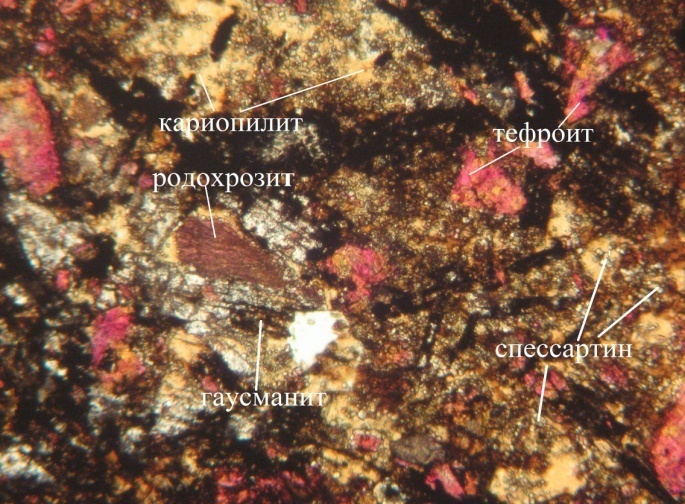 кариопилит
тефроит
родохрозит
спессартин
гаусманит